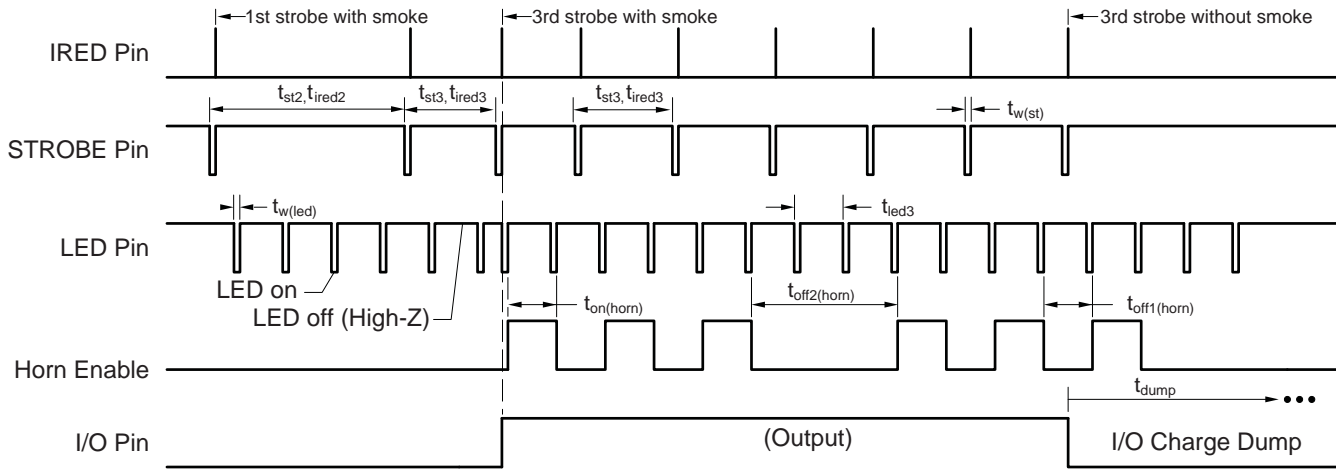 1st strobe with smoke
3rd strobe with smoke
3rd strobe without smoke
IRED Pin
tst2,tired2
tst3,tired3
tst3,tired3
tw(st)
STROBE Pin
tw(led)
tled3
LED Pin
LED on
LED off (High-Z)
ton(horn)
toff2(horn)
toff1(horn)
Horn Enable
tdump
I/O Pin
(Output)
I/O Charge Dump